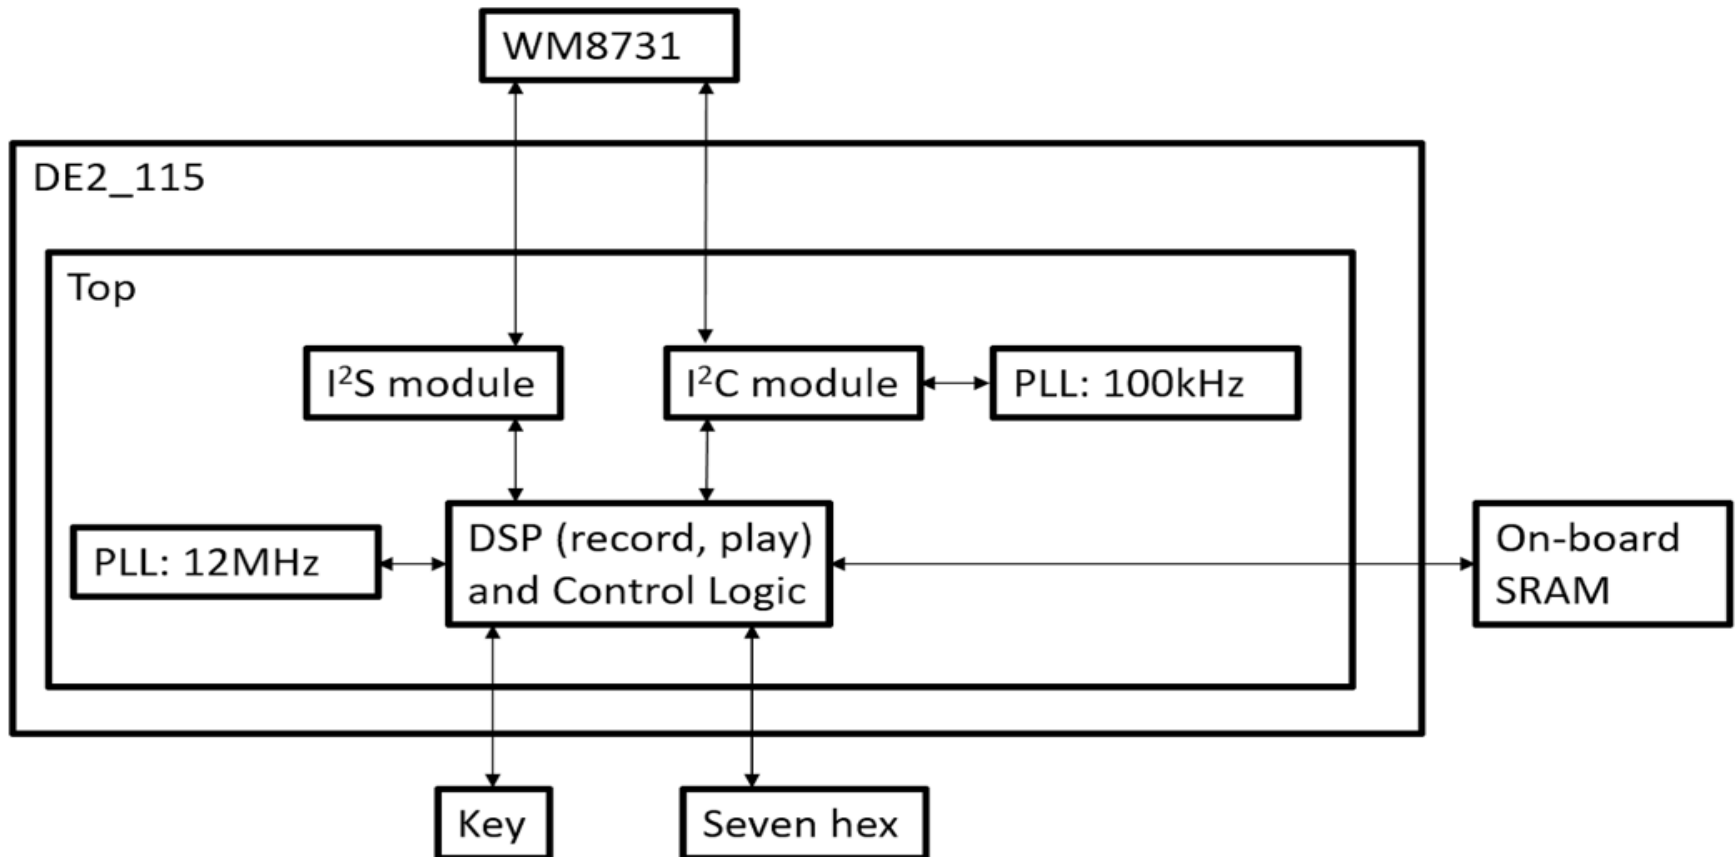 WM8731
DE2_115
Top
I²S module
I²C module
PLL: 100kHz
PLL: 12MHz
DSP (record, play)
and Control Logic
On-board
SRAM
Key
Seven hex